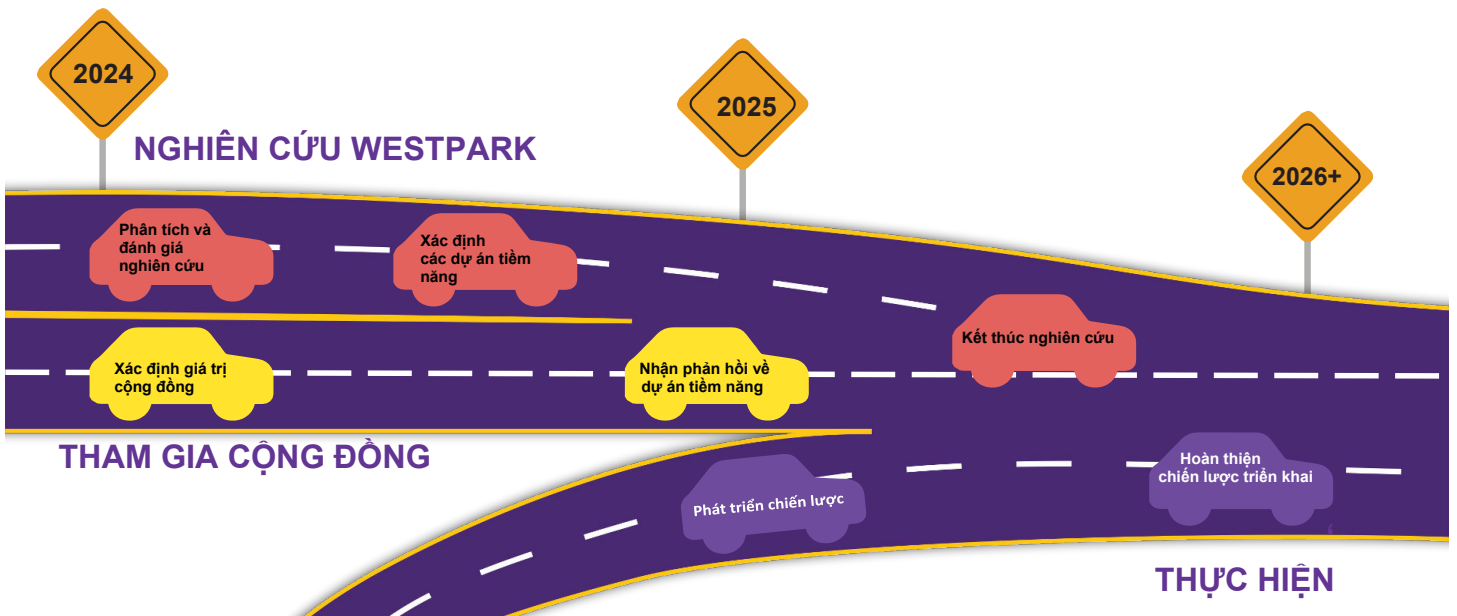 2024
2025
2026+
NGHIÊN CỨU WESTPARK
Phân tích và
đánh giá
nghiên cứu
Xác định
các dự án tiềm
năng
Kết thúc nghiên cứu
Xác định giá trị
cộng đồng
Nhận phản hồi về
dự án tiềm năng
THAM GIA CỘNG ĐỒNG
Phát triển chiến lược
Hoàn thiện
chiến lược triển khai
THỰC HIỆN